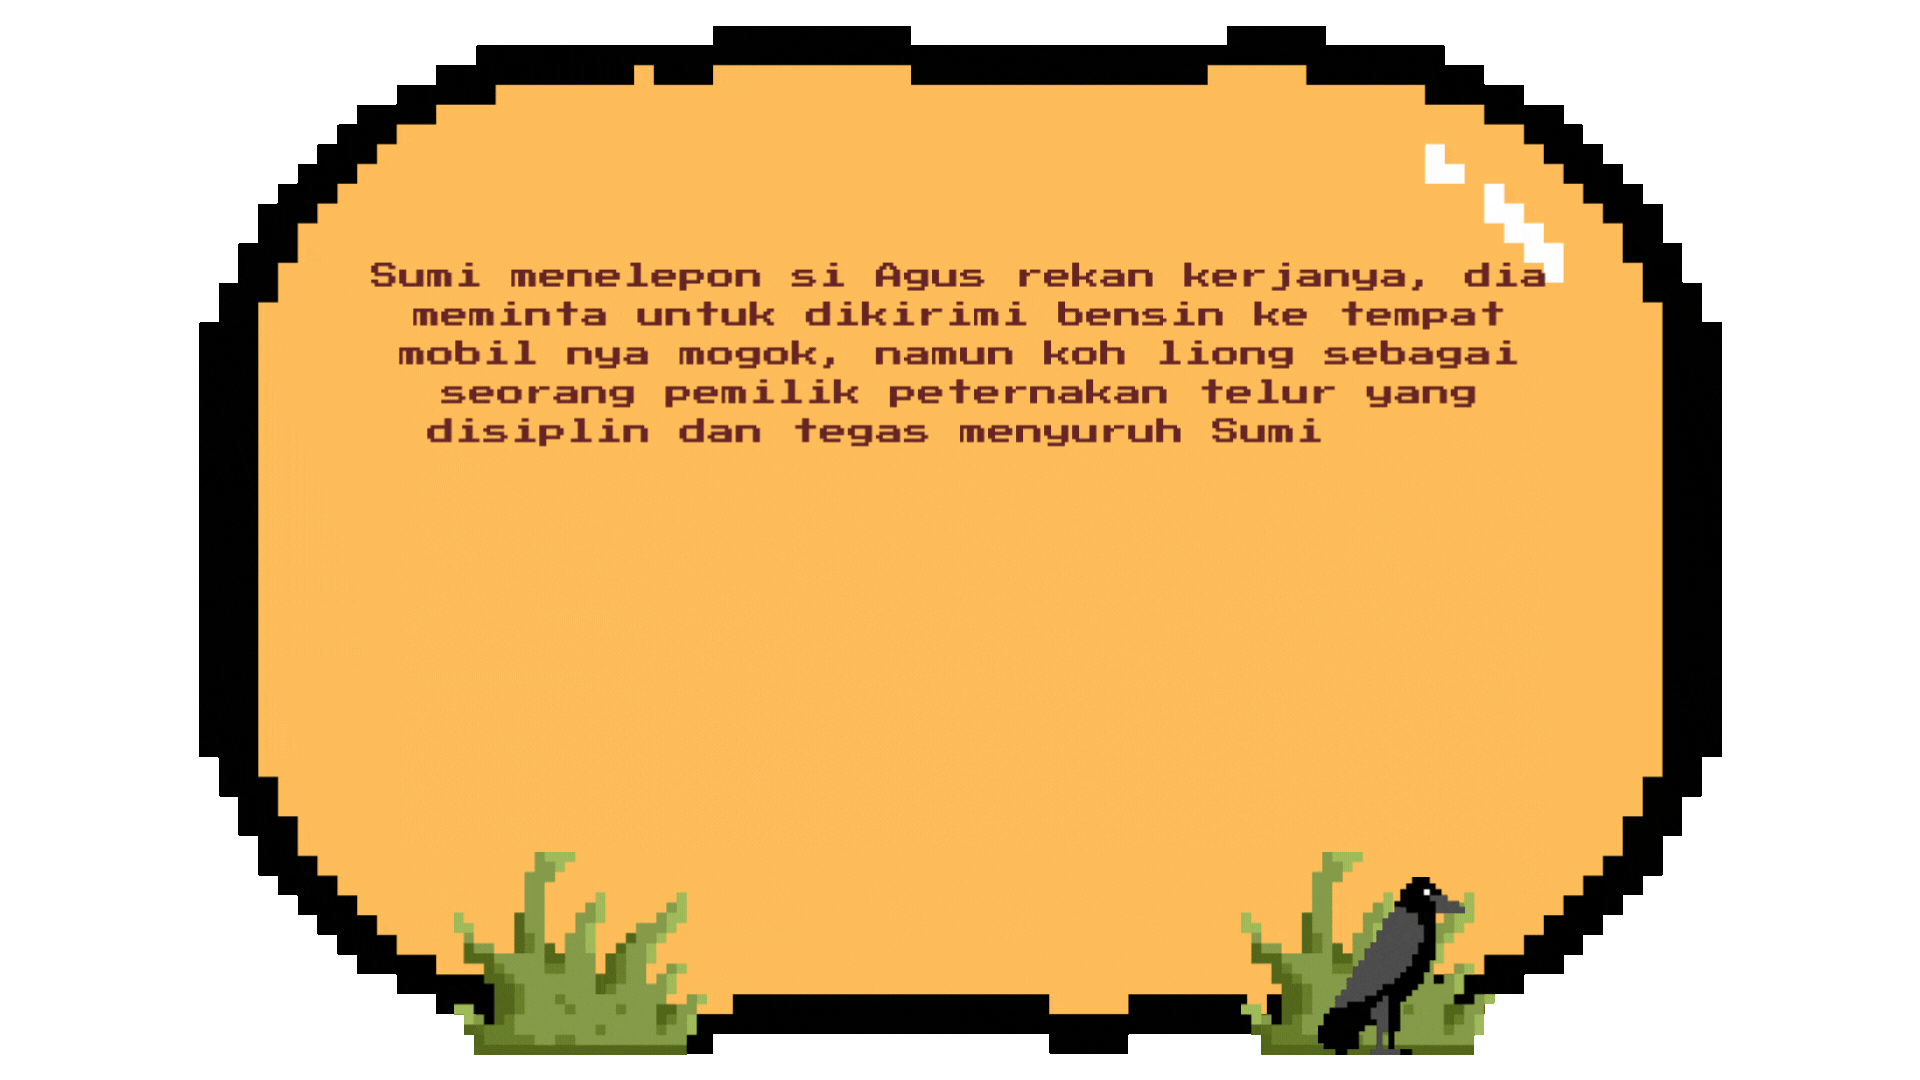 Sumi menelepon si Agus rekan kerjanya, dia
meminta untuk dikirimi bensin ke tempat
mobil nya mogok, namun koh liong sebagai
seorang pemilik peternakan telur yang
disiplin dan tegas menyuruh Sumi